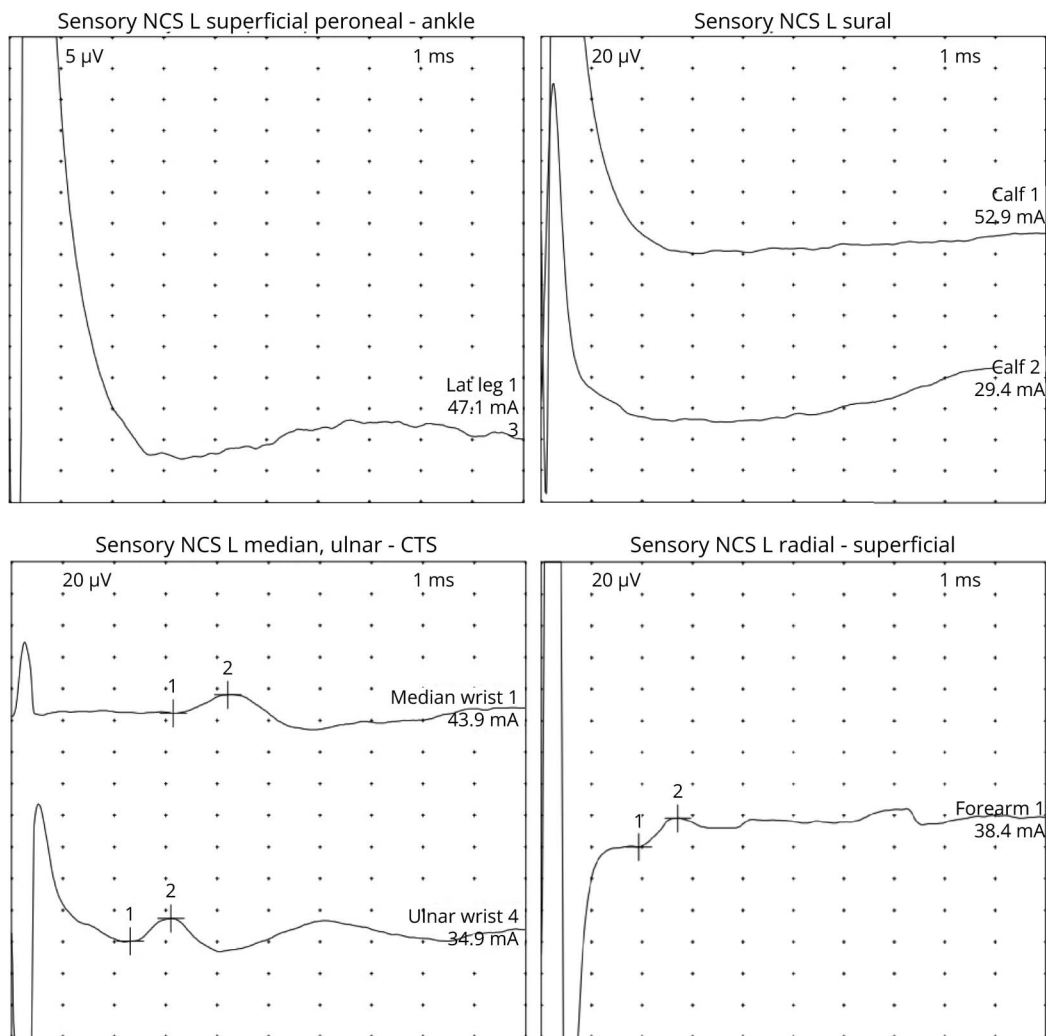 Sensory NCS L superficial peroneal - ankle
5 µV 1 ms
Lat leg 1
47.1 mA
3
Sensory NCS L sural
20 µV 1 ms
Calf 1
52.9 mA
Calf 2
29.4 mA
Sensory NCS L median, ulnar - CTS
20 µV 1 ms
1 2
Median wrist 1
43.9 mA
1 2
Ulnar wrist 4
34.9 mA
Sensory NCS L radial - superficial
20 µV 1 ms
1 2
Forearm 1
38.4 mA